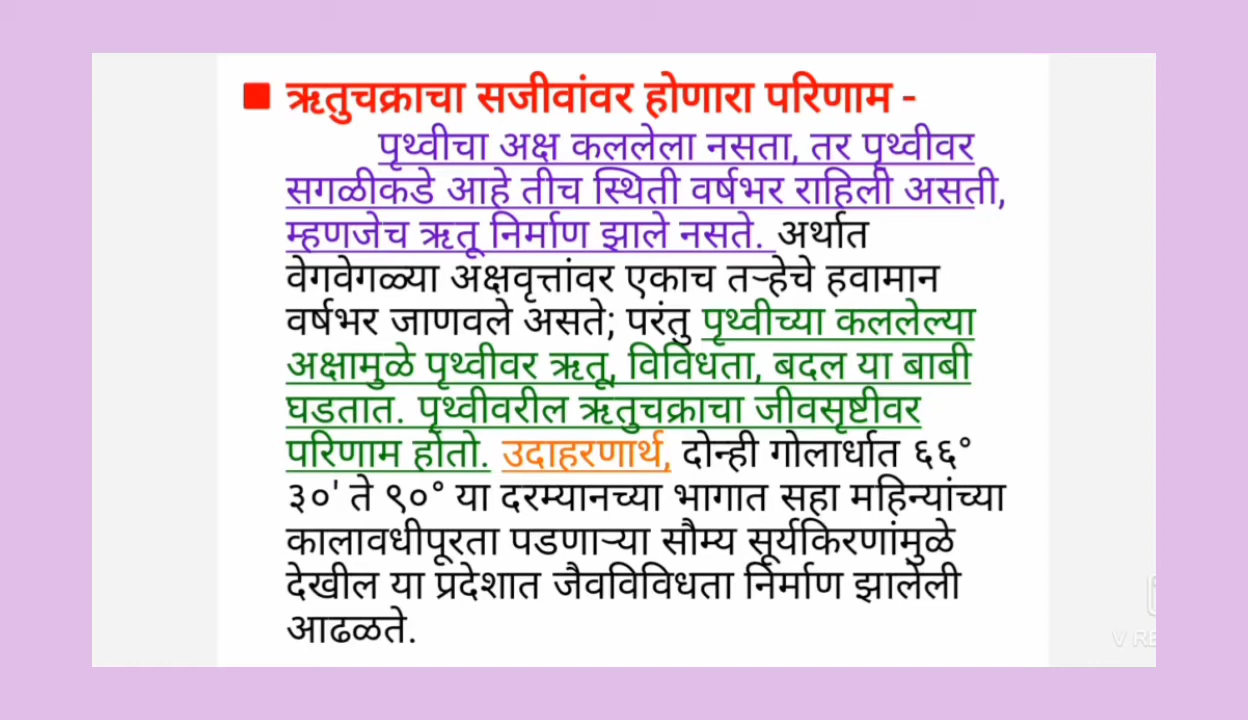 ■ ऋतुचक्राचा सजीवांवर होणारा परिणाम -
पृथ्वीचा अक्ष कललेला नसता, तर पृथ्वीवर
सगळीकडे आहे तीच स्थिती वर्षभर राहिली असती,
म्हणजेच ऋतू निर्माण झाले नसते. अर्थात
वेगवेगळ्या अक्षवृत्तांवर एकाच तऱ्हेचे हवामान
वर्षभर जाणवले असते; परंतु पृथ्वीच्या कललेल्या
अक्षामुळे पृथ्वीवर ऋतू, विविधता, बदल या बाबी
घडतात. पृथ्वीवरील ऋतुचक्राचा जीवसृष्टीवर
परिणाम होतो. उदाहरणार्थ, दोन्ही गोलार्धात ६६°
३०' ते ९०° या दरम्यानच्या भागात सहा महिन्यांच्या
कालावधीपूरता पडणाऱ्या सौम्य सूर्यकिरणांमुळे
देखील या प्रदेशात जैवविविधता निर्माण झालेली
आढळते.